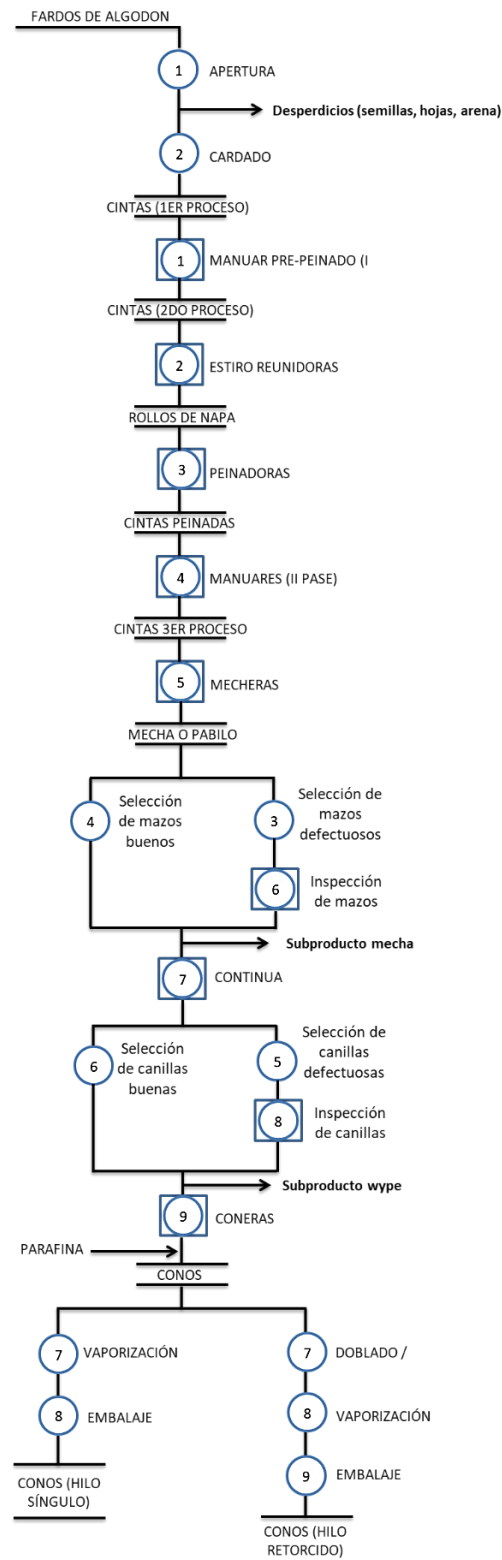 FARDOS DE ALGODON
1 APERTURA
Desperdicios (semillas, hojas, arena)
2 CARDADO
CINTAS (1ER PROCESO)
1 MANUAR PRE-PEINADO (I
CINTAS (2DO PROCESO)
2 ESTIRO REUNIDORAS
ROLLOS DE NAPA
3 PEINADORAS
CINTAS PEINADAS
4 MANUARES (II PASE)
CINTAS 3ER PROCESO
5 MECHERAS
MECHA O PABILO
4
Selección
de mazos
buenos
3
Selección de
mazos
defectuosos
6
Inspección
de mazos
Subproducto mecha
7 CONTINUA
6
Selección
de canillas
buenas
5
Selección de
canillas
defectuosas
8
Inspección
de canillas
Subproducto wype
9 CONERAS
PARAFINA
CONOS
7 VAPORIZACIÓN
8 EMBALAJE
CONOS (HILO
SÍNGULO)
7 DOBLADO /
8 VAPORIZACIÓN
9 EMBALAJE
CONOS (HILO
RETORCIDO)